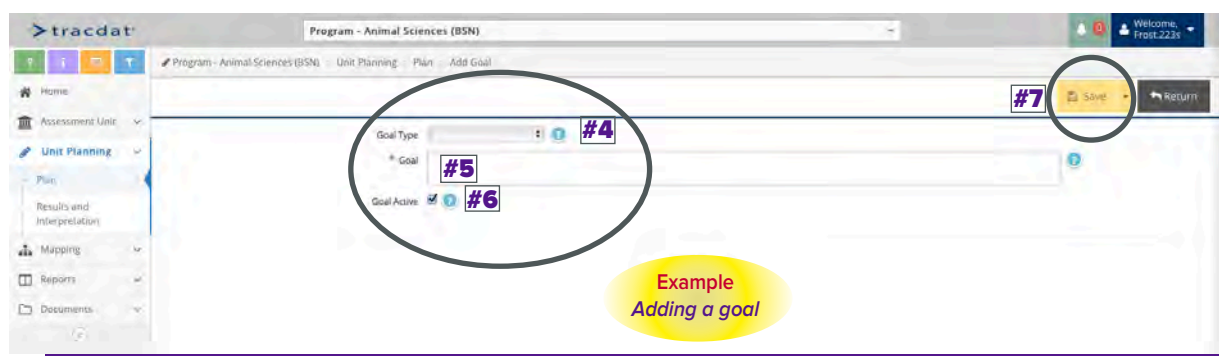 >tracdat
Program - Animal Sciences (BSN)
Welcome,
Frost.223s
Program - Animal Sciences (BSN) Unit Planning Plan Add Goal
Home
Assessment Unit
Unit Planning
Plan
Results and
Interpretation
Mapping
Reports
Documents
#7
Save
Return
Goal Type
#4
* Goal
#5
Goal Active
#6
Example
Adding a goal